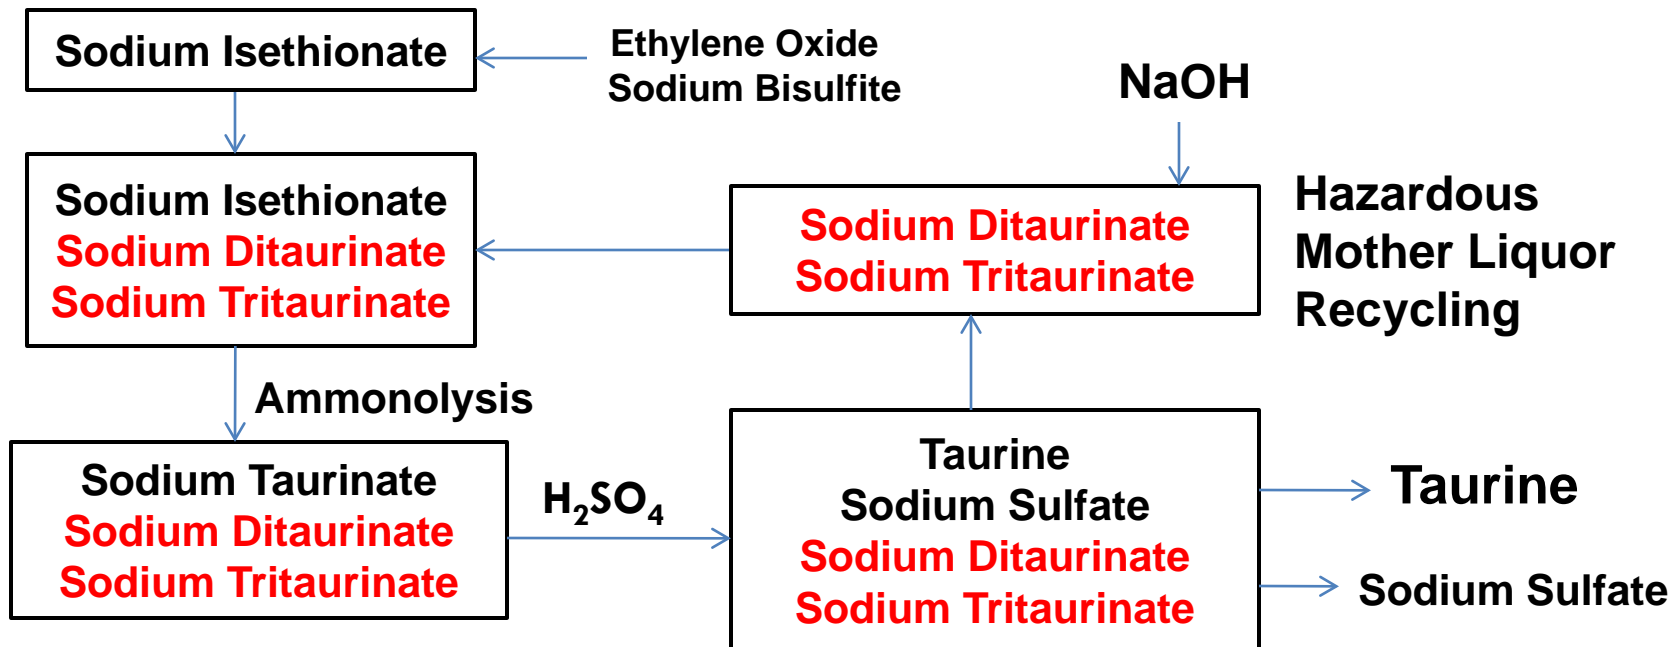 Sodium Isethionate
Ethylene Oxide
Sodium Bisulfite
NaOH
Sodium Isethionate
Sodium Ditaurinate
Sodium Tritaurinate
Sodium Ditaurinate
Sodium Tritaurinate
Hazardous
Mother Liquor
Recycling
Ammonolysis
Sodium Taurinate
Sodium Ditaurinate
Sodium Tritaurinate
H₂SO₄
Taurine
Sodium Sulfate
Sodium Ditaurinate
Sodium Tritaurinate
Taurine
Sodium Sulfate